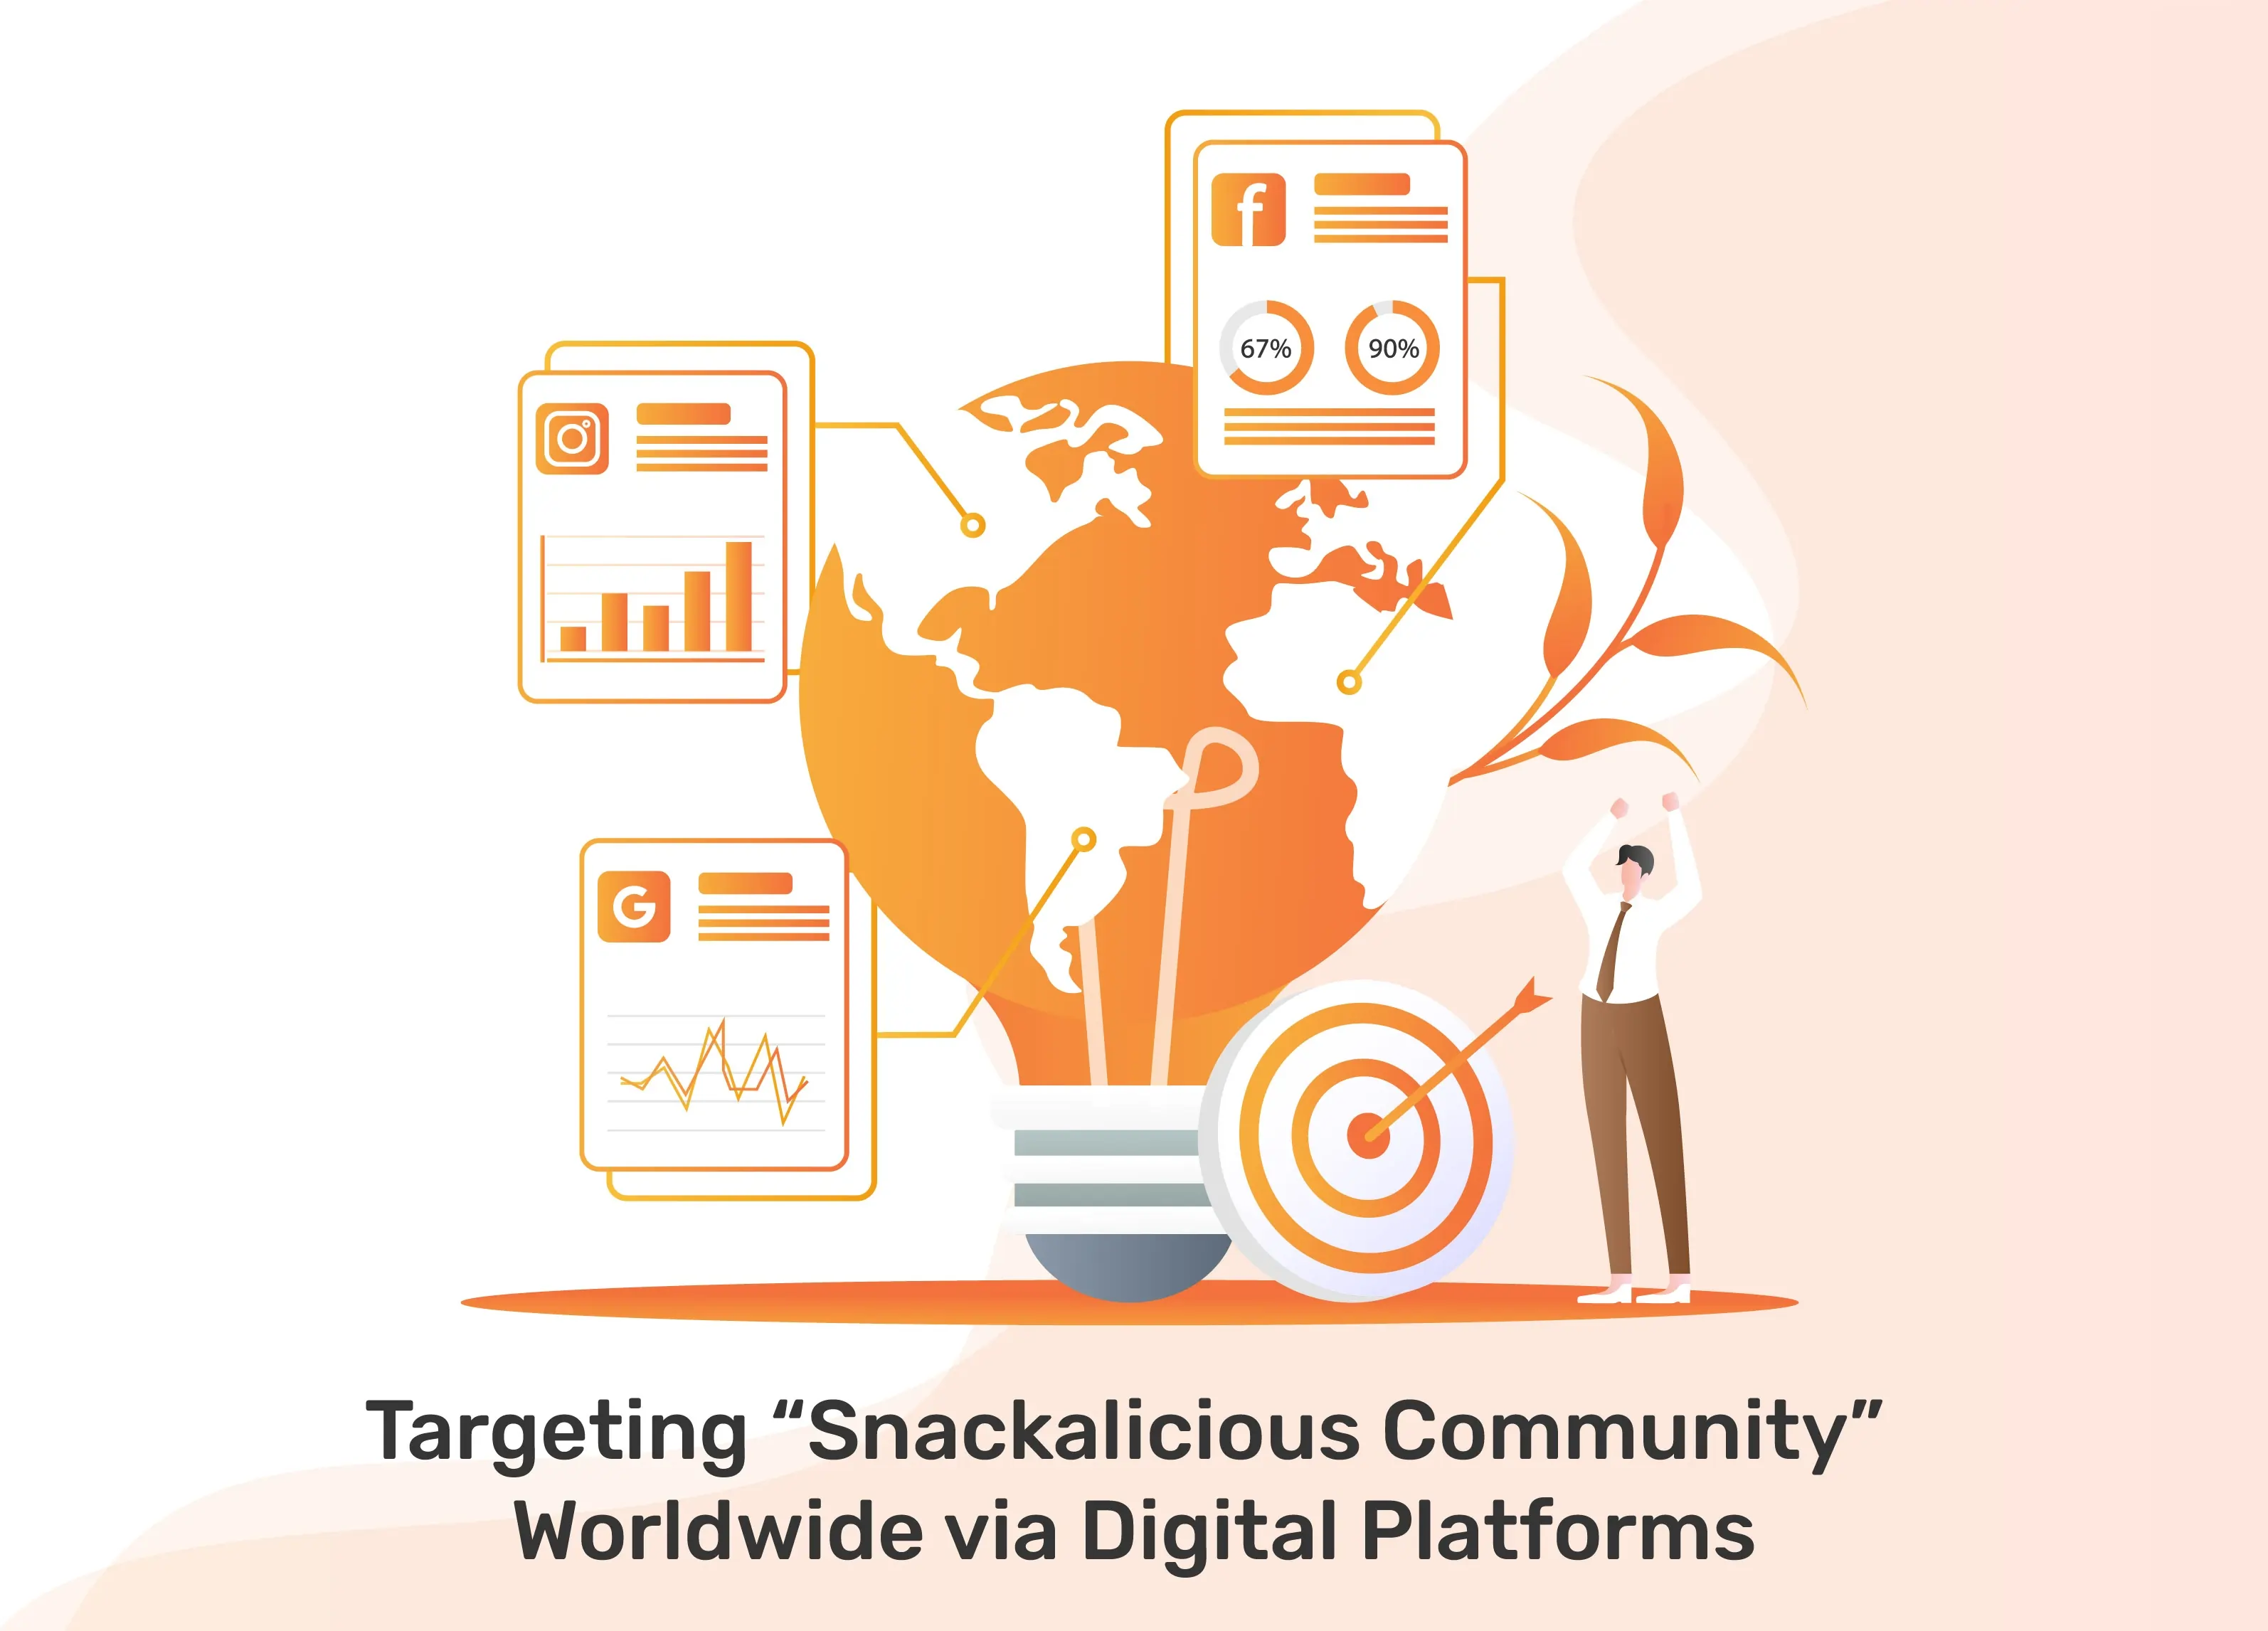 f
67% 90%
G
Targeting “Snackalicious Community”
Worldwide via Digital Platforms